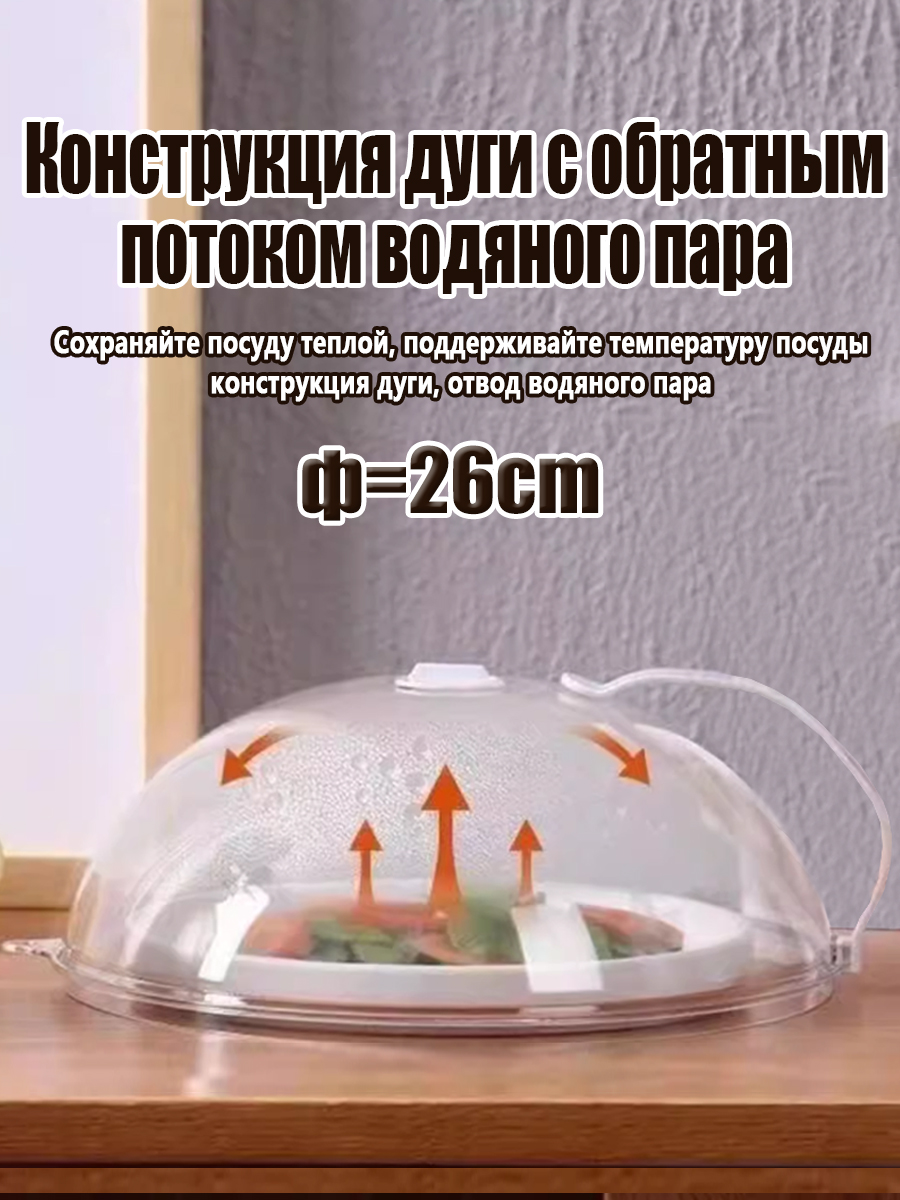 Конструкция дуги с обратным
потоком водяного пара
Сохраняйте посуду теплой, поддерживайте температуру посуды
конструкция дуги, отвод водяного пара
ф=26cm